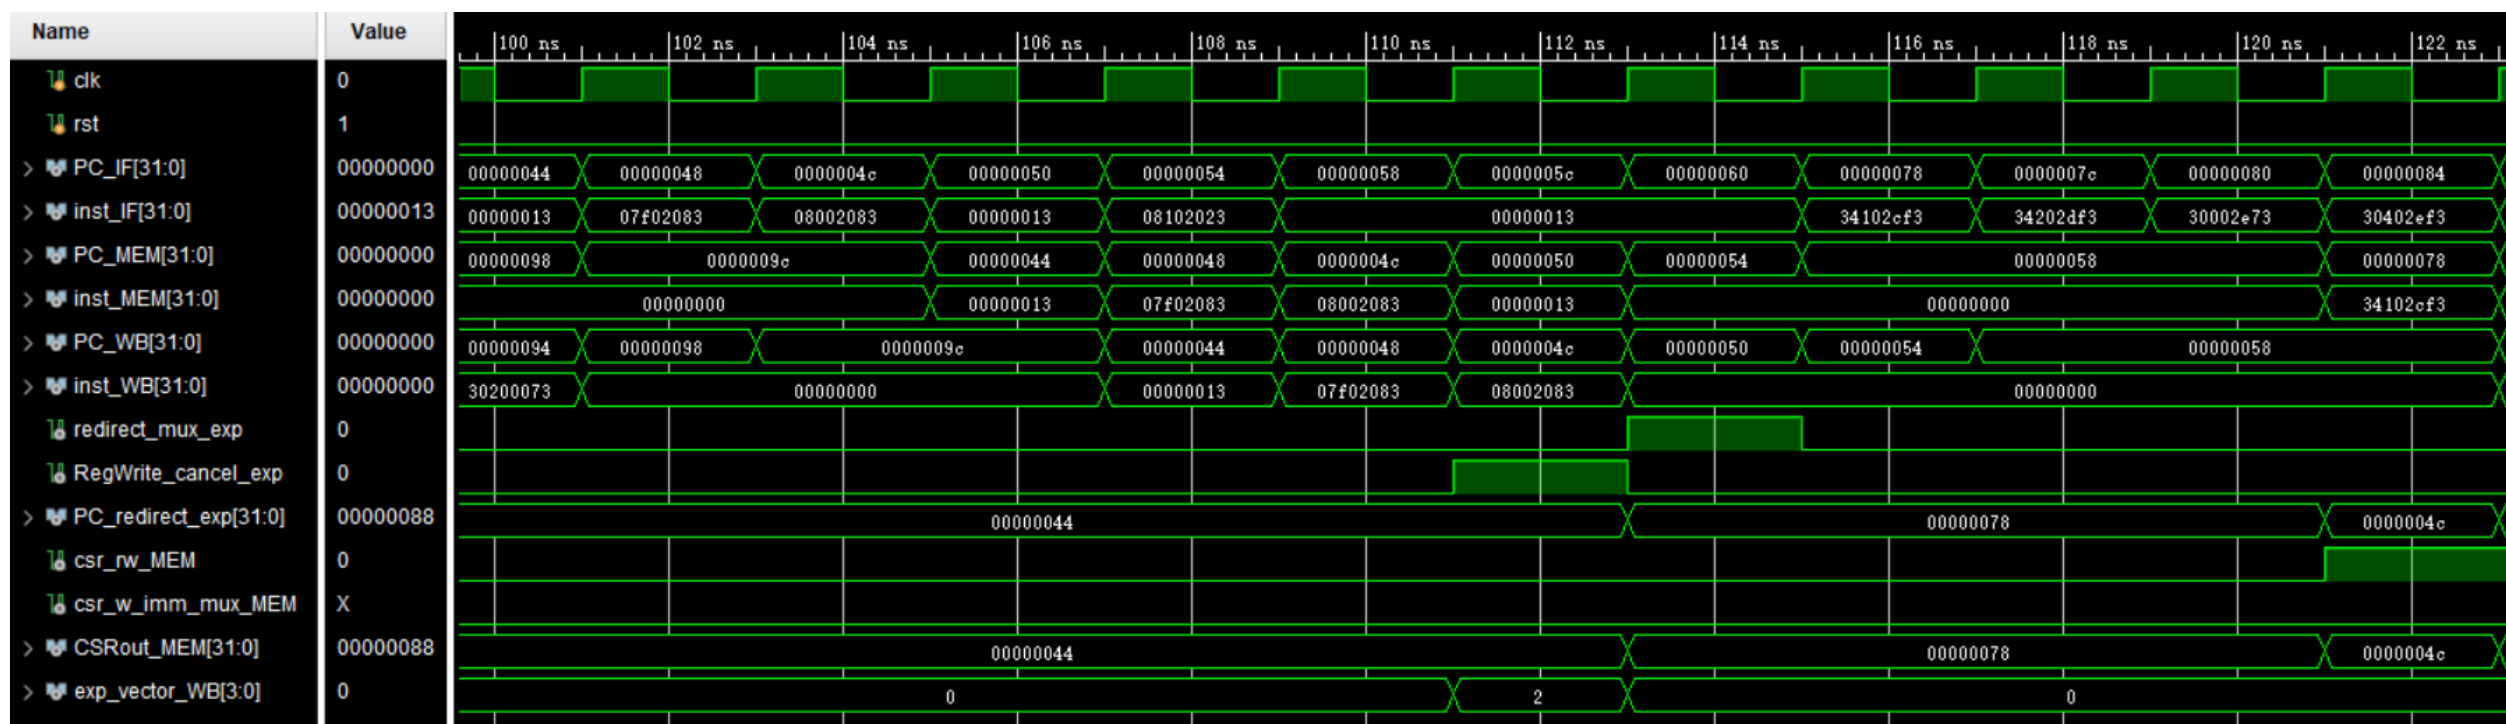 Name Value 100 ns 102 ns 104 ns 106 ns 108 ns 110 ns 112 ns 114 ns 116 ns 118 ns 120 ns 122 ns
clk 0
rst 1
PC_IF[31:0] 00000000 00000044 00000048 0000004c 00000050 00000054 00000058 0000005c 00000060 00000078 0000007c 00000080 00000084
inst_IF[31:0] 00000013 00000013 07f02083 08002083 00000013 08102023 00000013 34102cf3 34202df3 30002e73 30402ef3
PC_MEM[31:0] 00000000 00000098 0000009c 00000044 00000048 0000004c 00000050 00000054 00000058 00000078
inst_MEM[31:0] 00000000 00000000 00000013 07f02083 08002083 00000013 00000000 34102cf3
PC_WB[31:0] 00000000 00000094 00000098 0000009c 00000044 00000048 0000004c 00000050 00000054 00000058
inst_WB[31:0] 00000000 30200073 00000000 00000013 07f02083 08002083 00000000
redirect_mux_exp 0
RegWrite_cancel_exp 0
PC_redirect_exp[31:0] 00000088 00000044 00000078 0000004c
csr_rw_MEM 0
csr_w_imm_mux_MEM X
CSRout_MEM[31:0] 00000088 00000044 00000078 0000004c
exp_vector_WB[3:0] 0 0 2 0